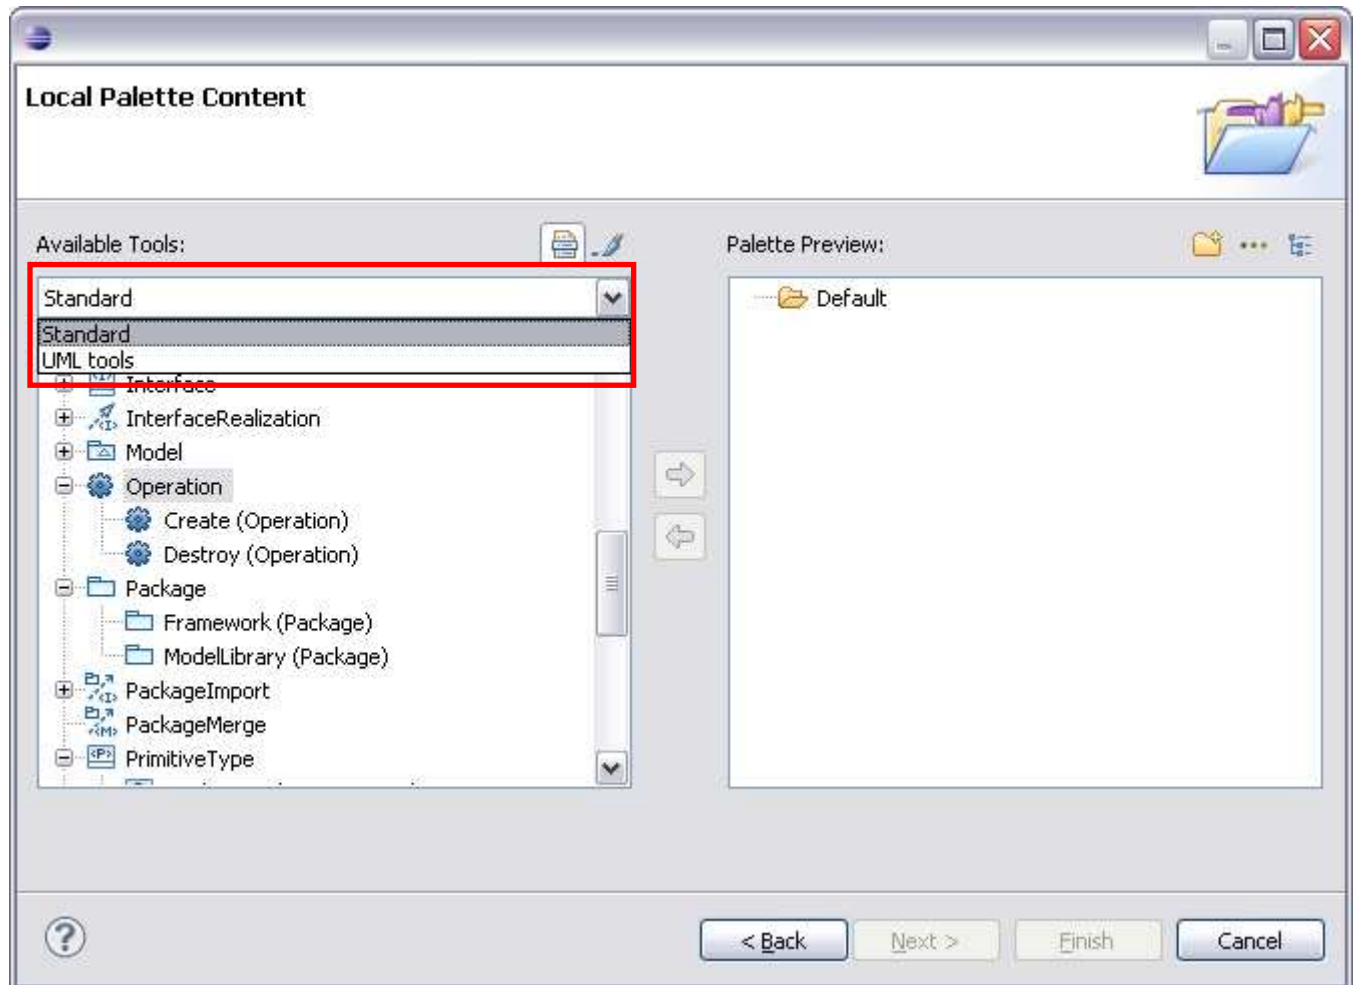 Local Palette Content
Available Tools:
Palette Preview:
Standard
Standard
UML tools
Interface
InterfaceRealization
Model
Operation
Create (Operation)
Destroy (Operation)
Package
Framework (Package)
ModelLibrary (Package)
PackageImport
PackageMerge
PrimitiveType
Default
< Back
Next >
Finish
Cancel